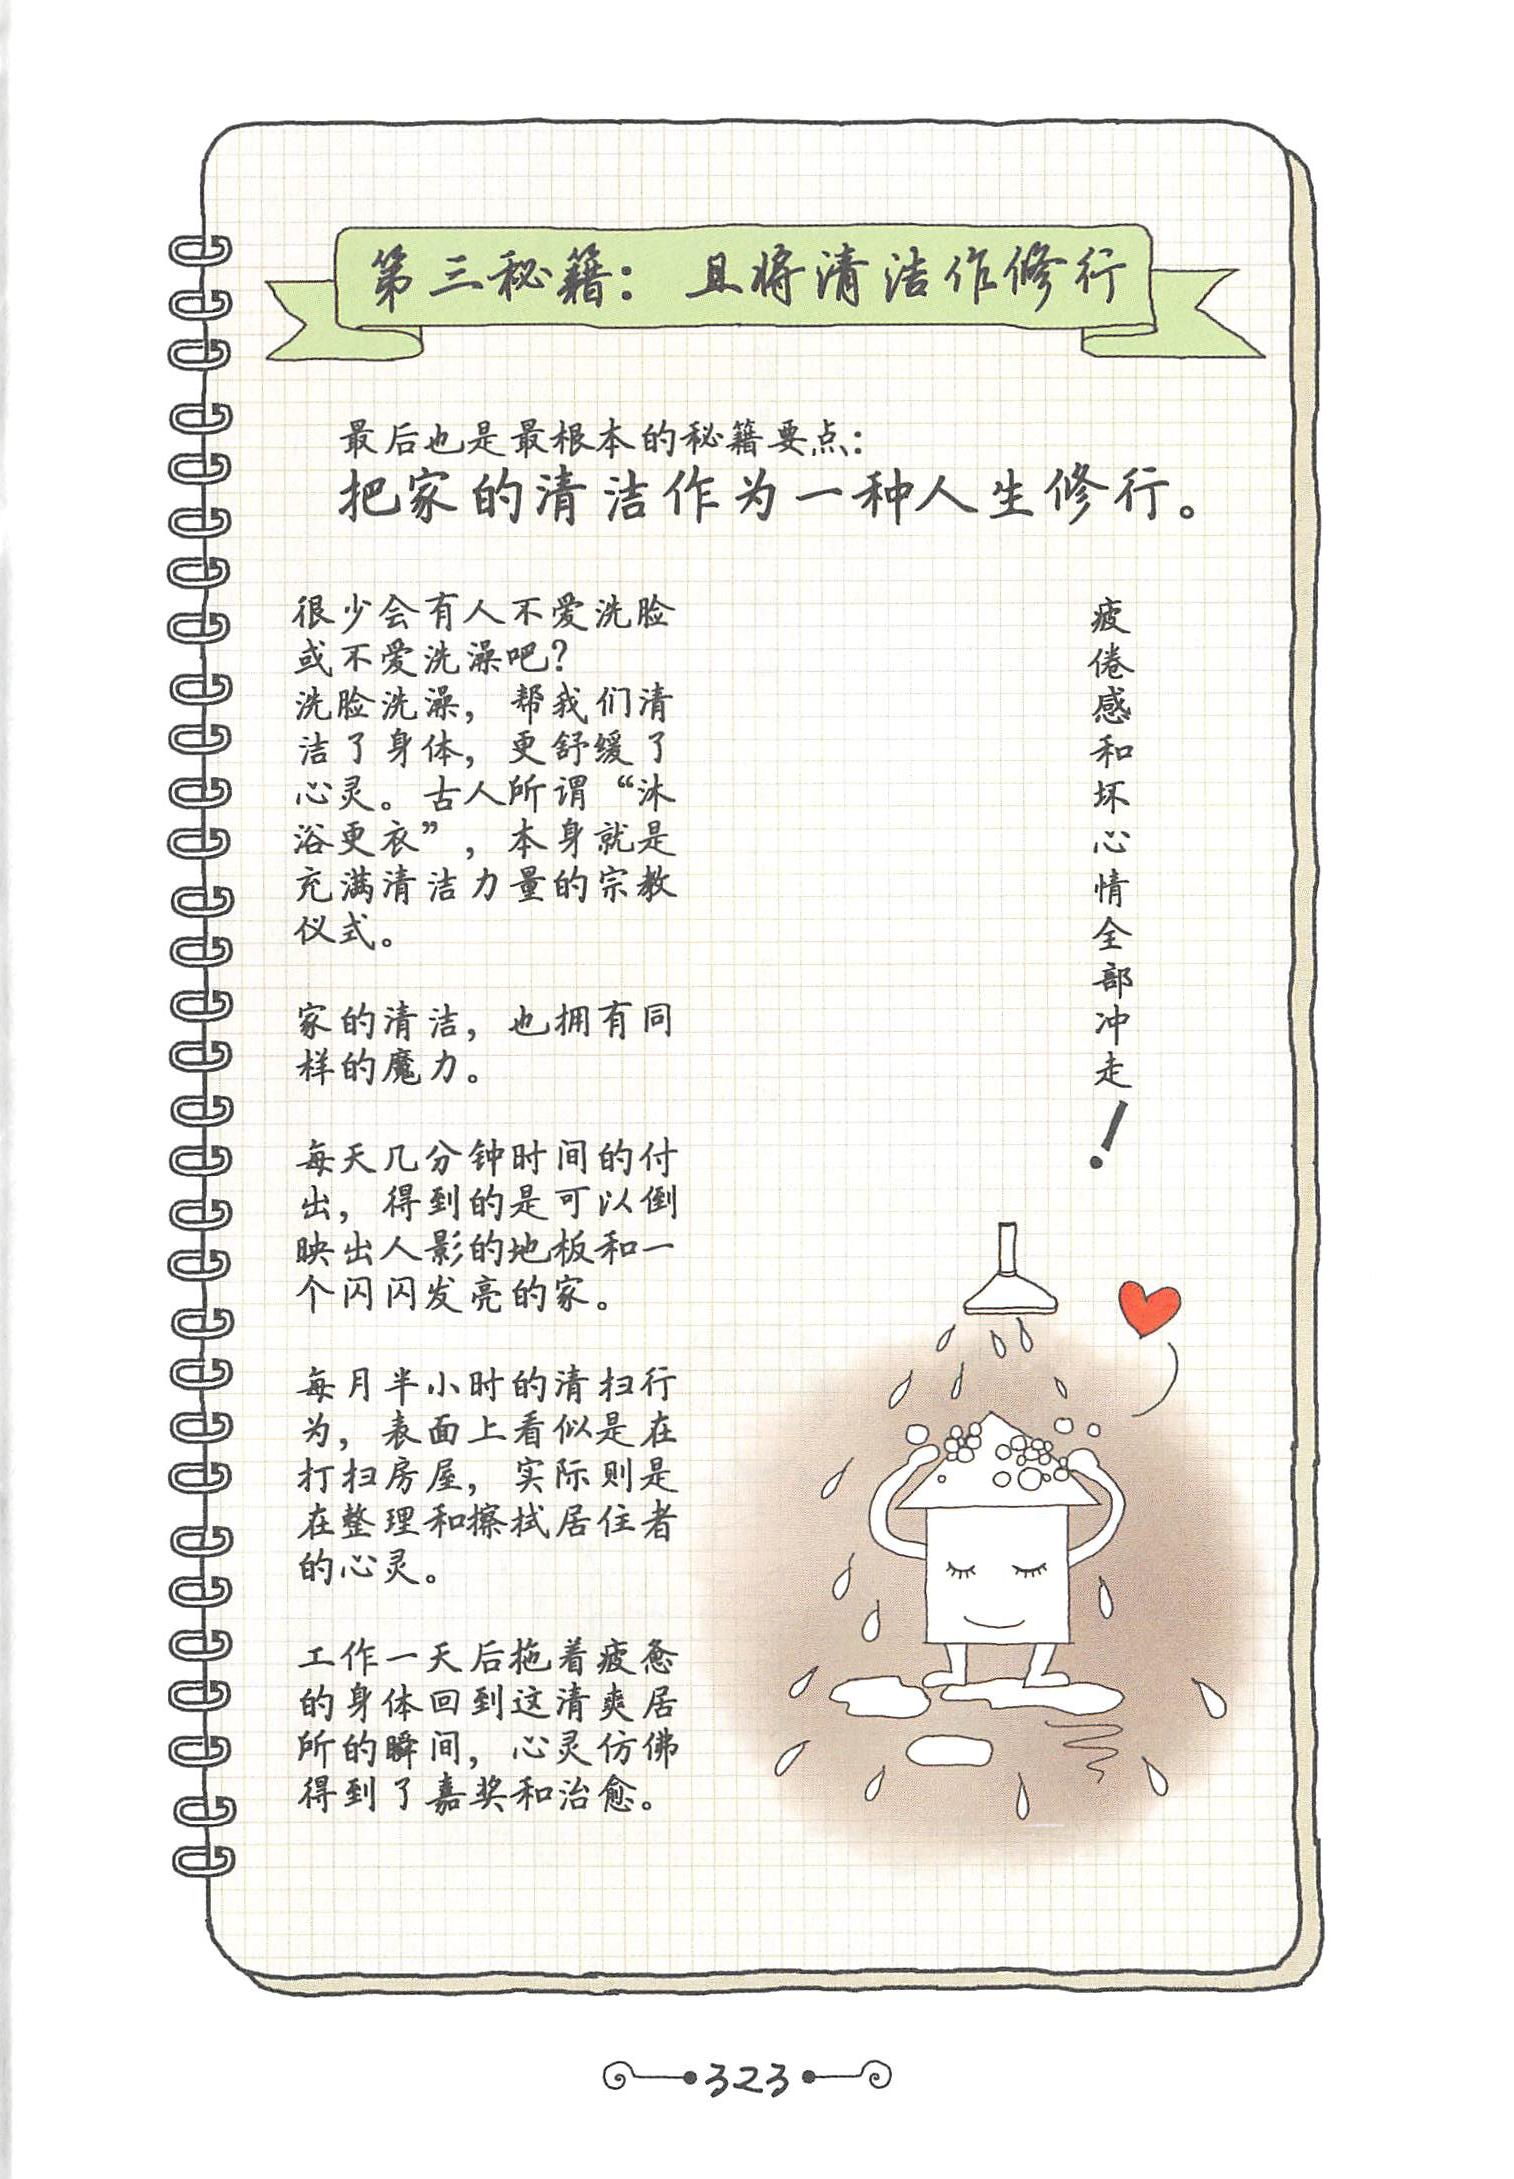 第三秘籍：且将清洁作修行
最后也是最根本的秘籍要点：
把家的清洁作为一种人生修行。
很少会有人不爱洗脸
或不爱洗澡吧？
洗脸洗澡，帮我们清
洁了身体，更舒缓了
心灵。古人所谓“沐
浴更衣”，本身就是
充满清洁力量的宗教
仪式。
家的清洁，也拥有同
样的魔力。
每天几分钟时间的付
出，得到的是可以倒
映出人影的地板和一
个闪闪发亮的家。
每月半小时的清扫行
为，表面上看似是在
打扫房屋，实际则是
在整理和擦拭居住者
的心灵。
工作一天后拖着疲惫
的身体回到这清爽居
所的瞬间，心灵仿佛
得到了嘉奖和治愈。
疲倦感和坏心情全部冲走！
323